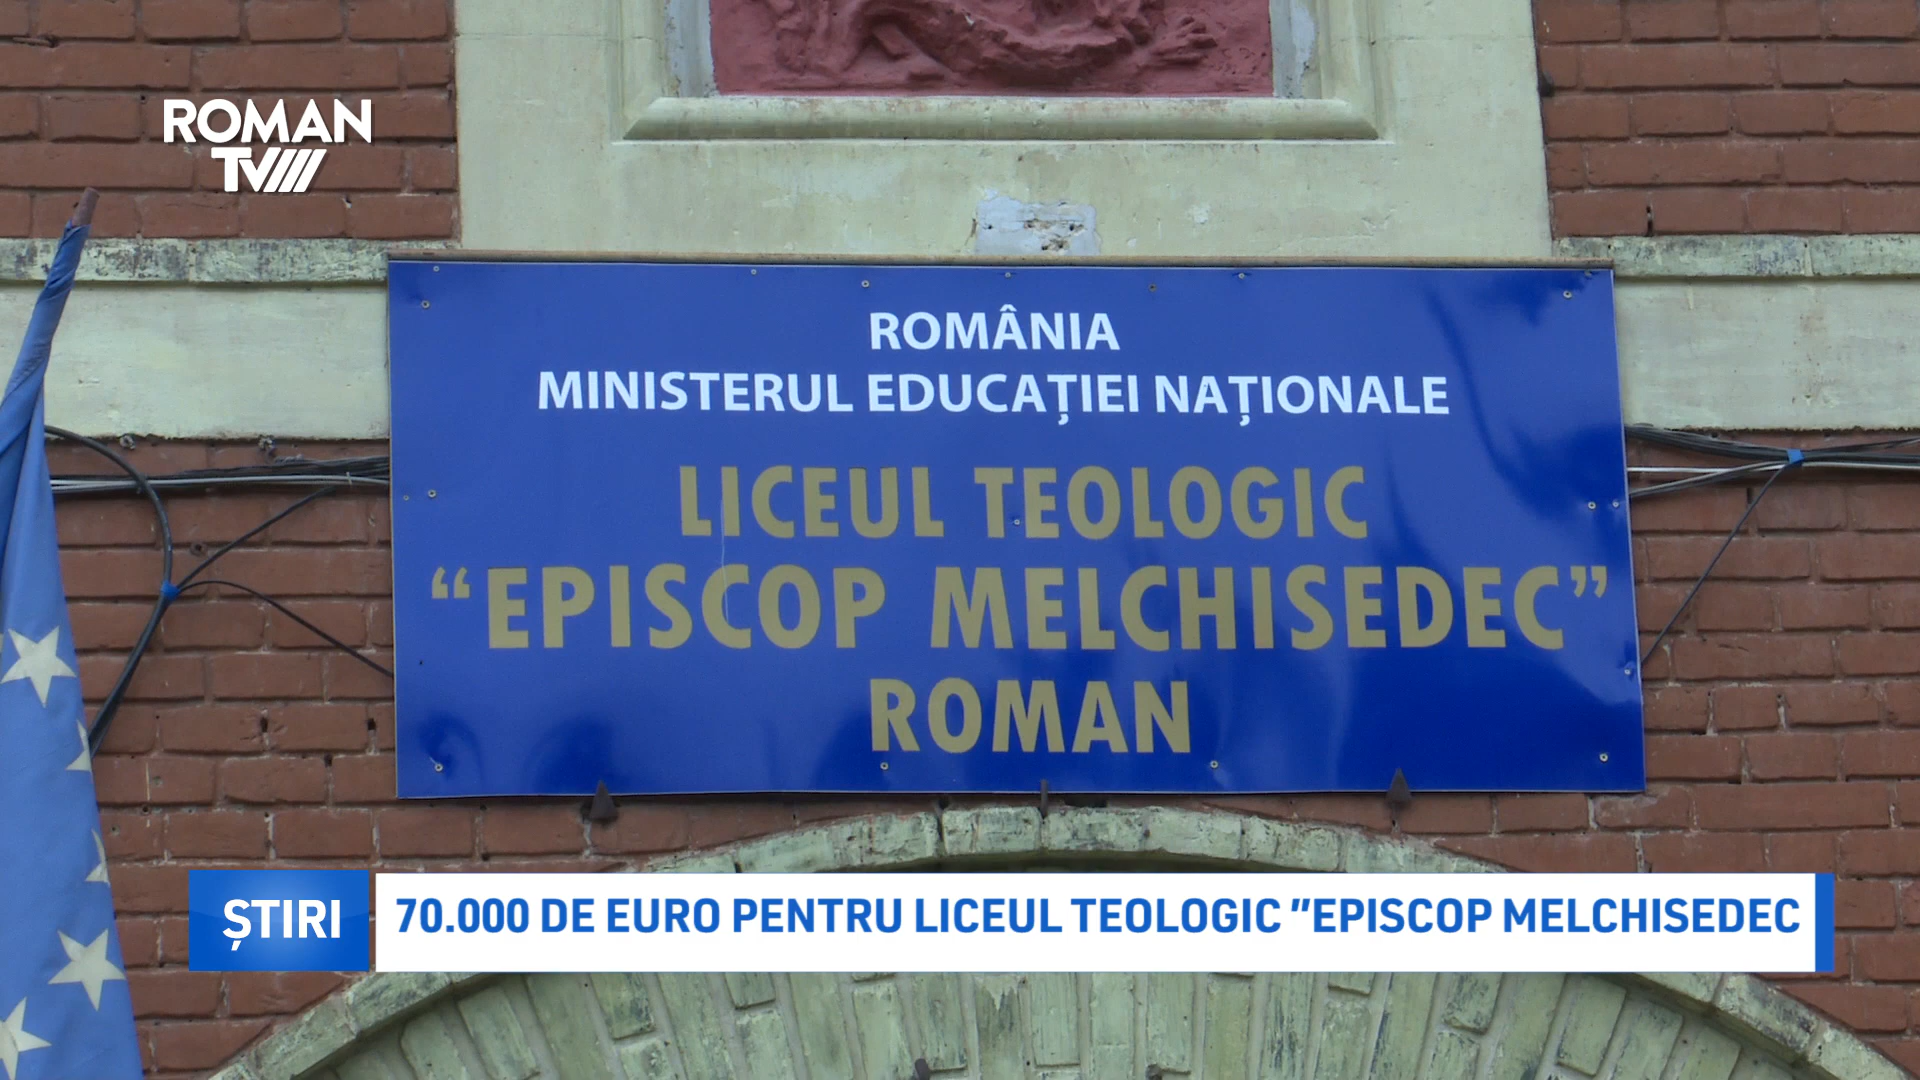 ROMAN
TV
ROMÂNIA
MINISTERUL EDUCAȚIEI NAȚIONALE
LICEUL TEOLOGIC
“EPISCOP MELCHISEDEC”
ROMAN
ȘTIRI
70.000 DE EURO PENTRU LICEUL TEOLOGIC ”EPISCOP MELCHISEDEC